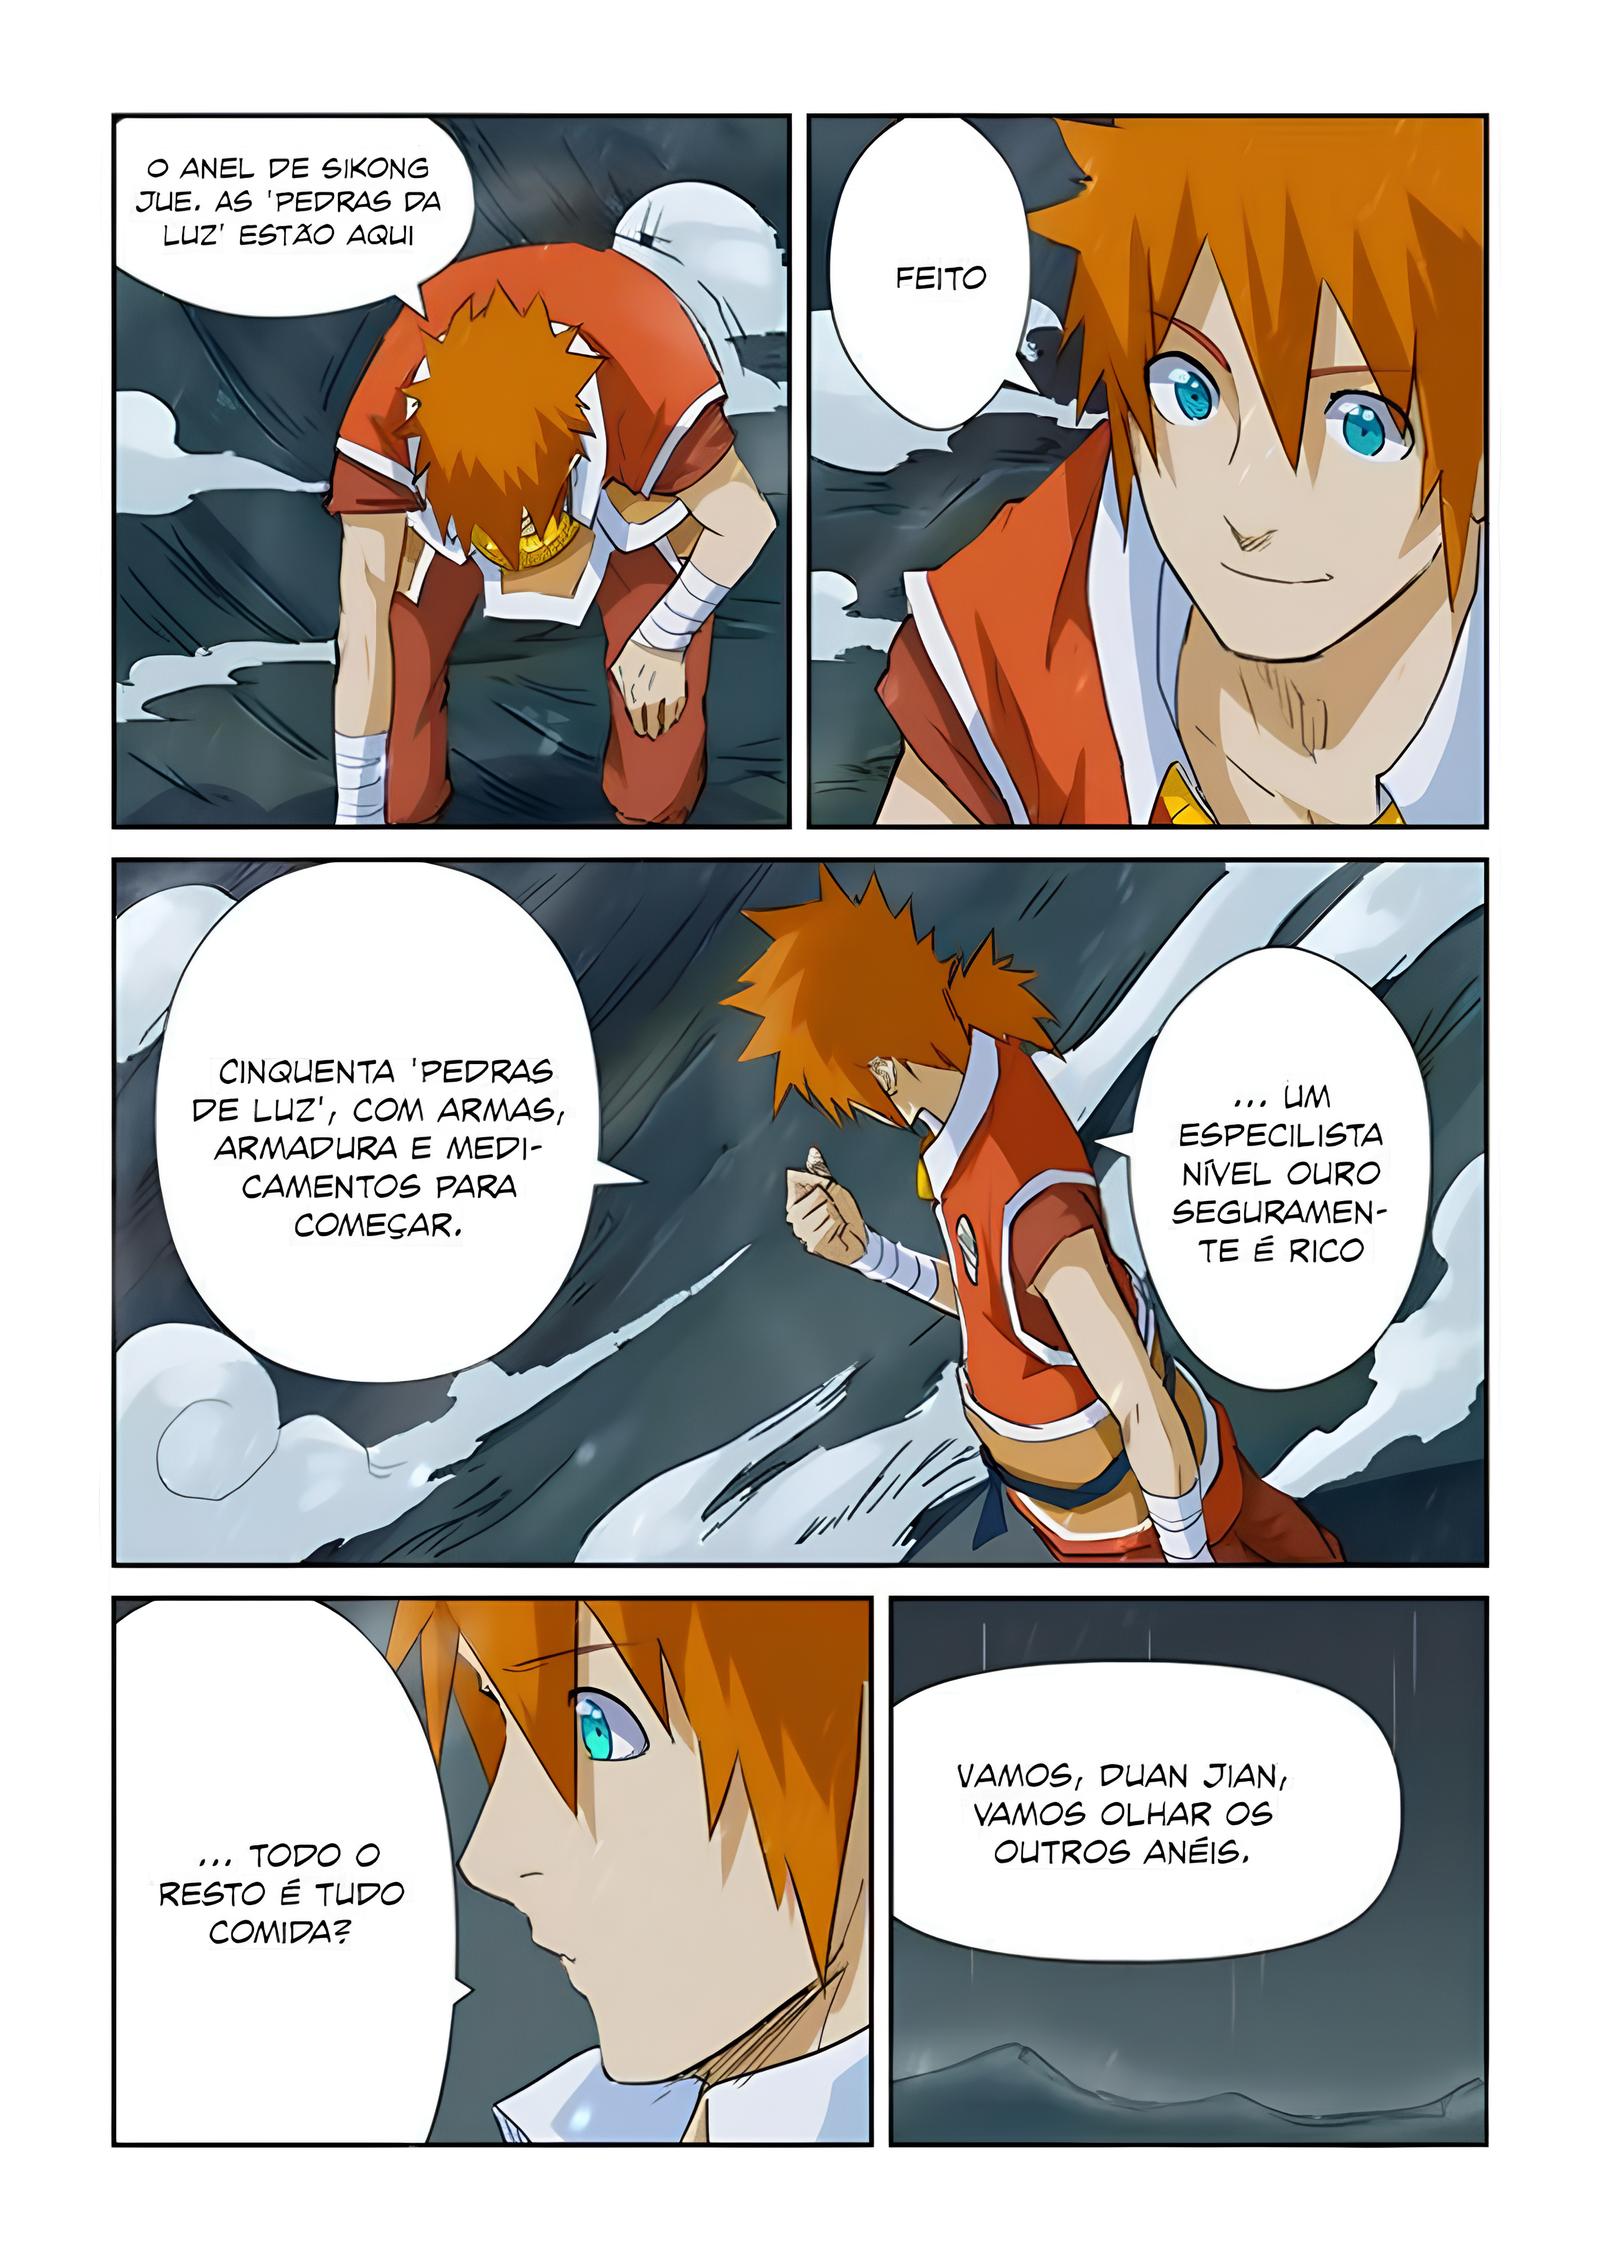 O ANEL DE SIKONG
JUE. AS 'PEDRAS DA
LUZ' ESTÃO AQUI
FEITO
CINQUENTA 'PEDRAS
DE LUZ', COM ARMAS,
ARMADURA E MEDI-
CAMENTOS PARA
COMEÇAR.
... UM
ESPECILISTA
NÍVEL OURO
SEGURAMEN-
TE É RICO
... TODO O
RESTO É TUDO
COMIDA?
VAMOS, DUAN JIAN,
VAMOS OLHAR OS
OUTROS ANÉIS.